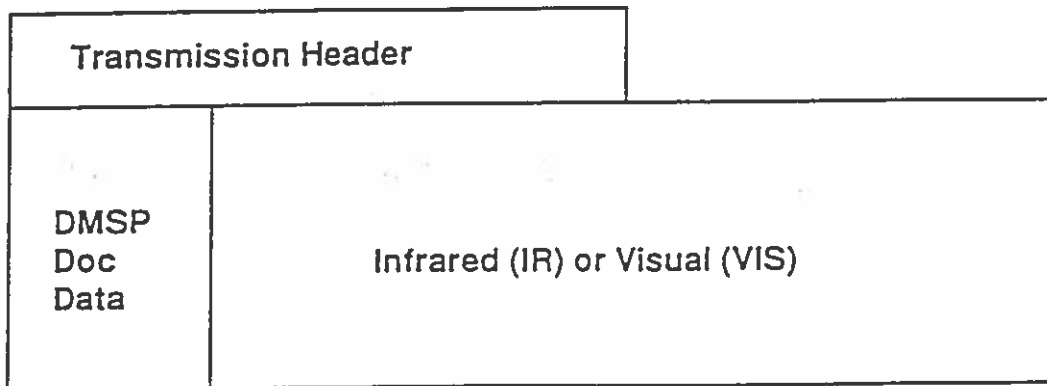 Transmission Header
DMSP
Doc
Data
Infrared (IR) or Visual (VIS)